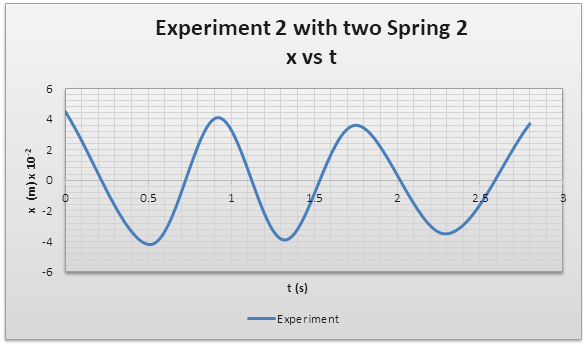 Experiment 2 with two Spring 2
x vs t
6
4
2
0
-2
-4
-6
x (m) x 10⁻²
0 0.5 1 1.5 2 2.5 3
t (s)
Experiment